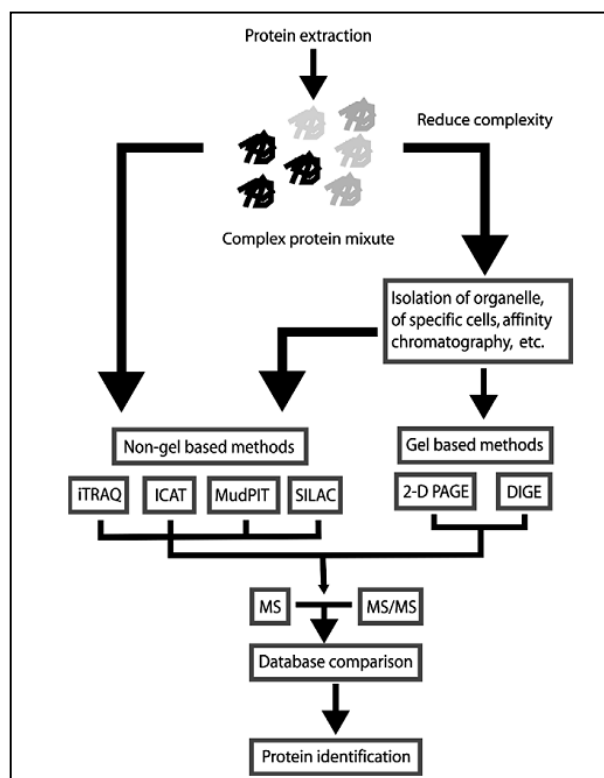 Protein extraction
Reduce complexity
Complex protein mixute
Isolation of organelle,
of specific cells, affinity
chromatography, etc.
Non-gel based methods
Gel based methods
iTRAQ
ICAT
MudPIT
SILAC
2-D PAGE
DIGE
MS
MS/MS
Database comparison
Protein identification